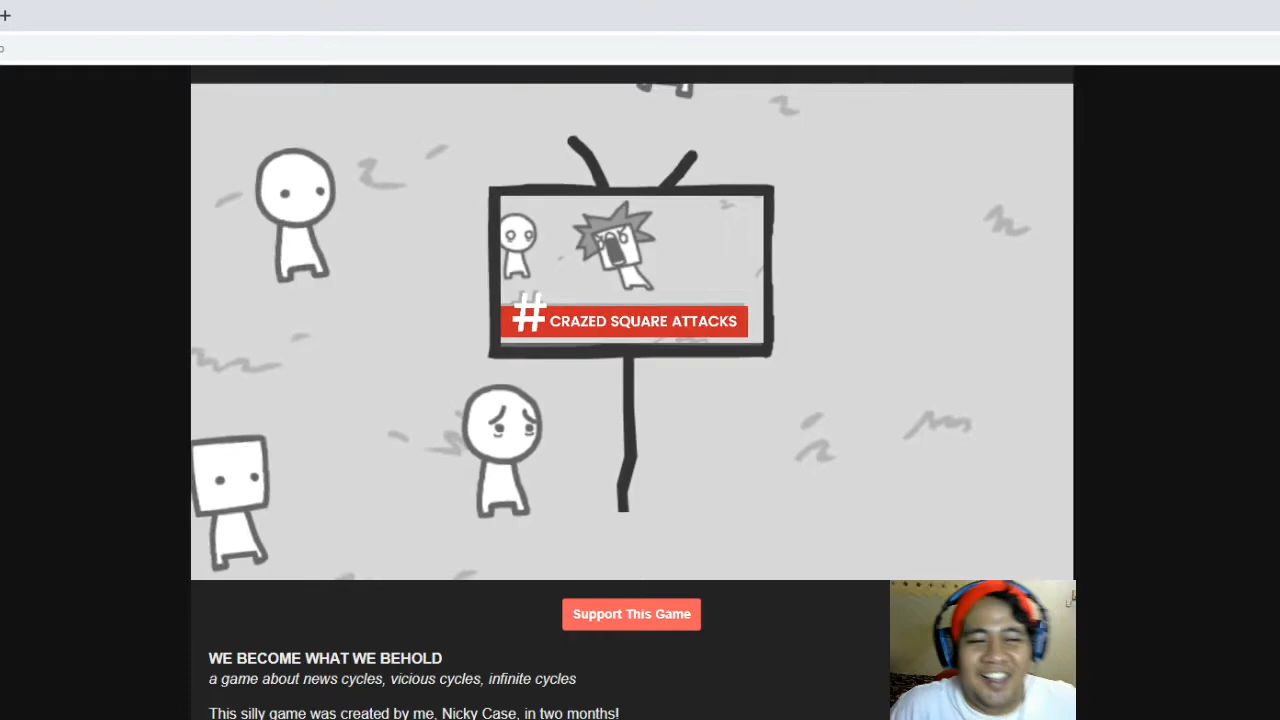 # CRAZED SQUARE ATTACKS
Support This Game
WE BECOME WHAT WE BEHOLD
a game about news cycles, vicious cycles, infinite cycles
This silly game was created by me, Nicky Case, in two months!